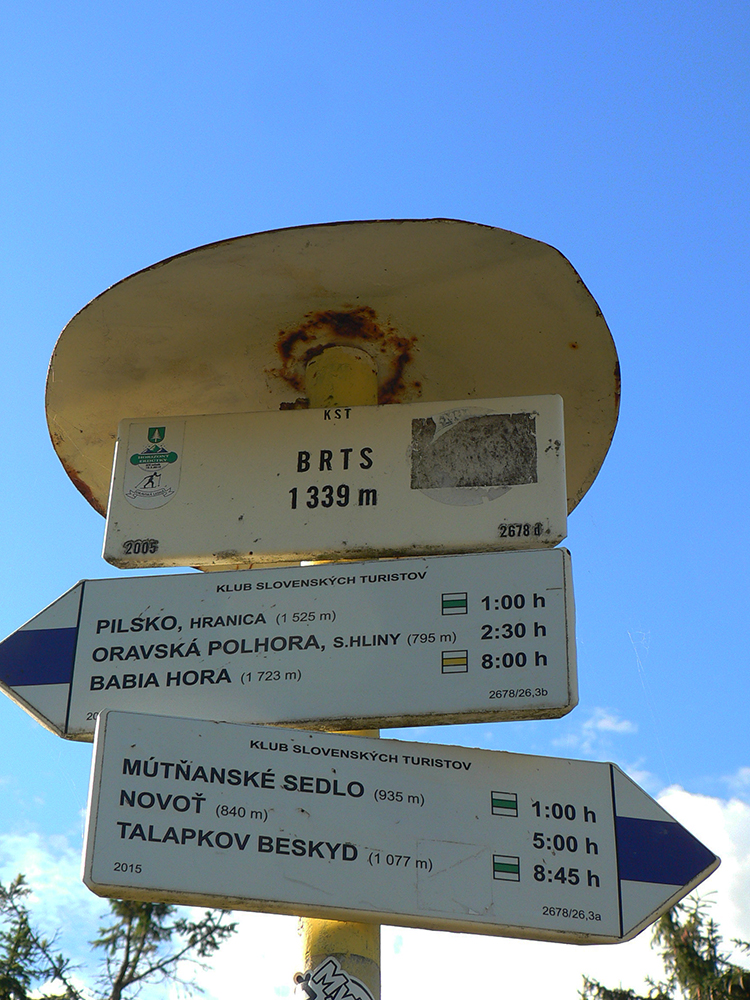 KST
BRTS
1 339 m
2005
2678 d
KLUB SLOVENSKÝCH TURISTOV
PILSKO, HRANICA (1 525 m) 1:00 h
ORAVSKÁ POLHORA, S.HLINY (795 m) 2:30 h
BABIA HORA (1 723 m) 8:00 h
2678/26,3b
KLUB SLOVENSKÝCH TURISTOV
MÚTŇANSKÉ SEDLO (935 m) 1:00 h
NOVOŤ (840 m) 5:00 h
TALAPKOV BESKYD (1 077 m) 8:45 h
2015
2678/26,3a